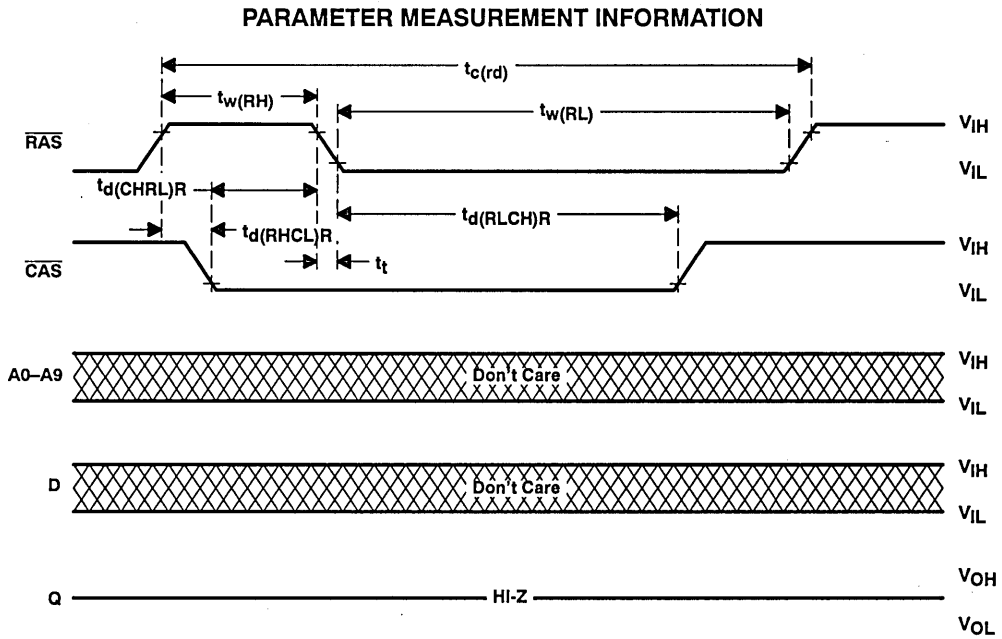 PARAMETER MEASUREMENT INFORMATION
tc(rd)
tw(RH)
tw(RL)
RAS
VIH
VIL
td(CHRL)R
td(RHCL)R
td(RLCH)R
tt
CAS
VIH
VIL
A0–A9
Don't Care
VIH
VIL
D
Don't Care
VIH
VIL
Q
HI-Z
VOH
VOL